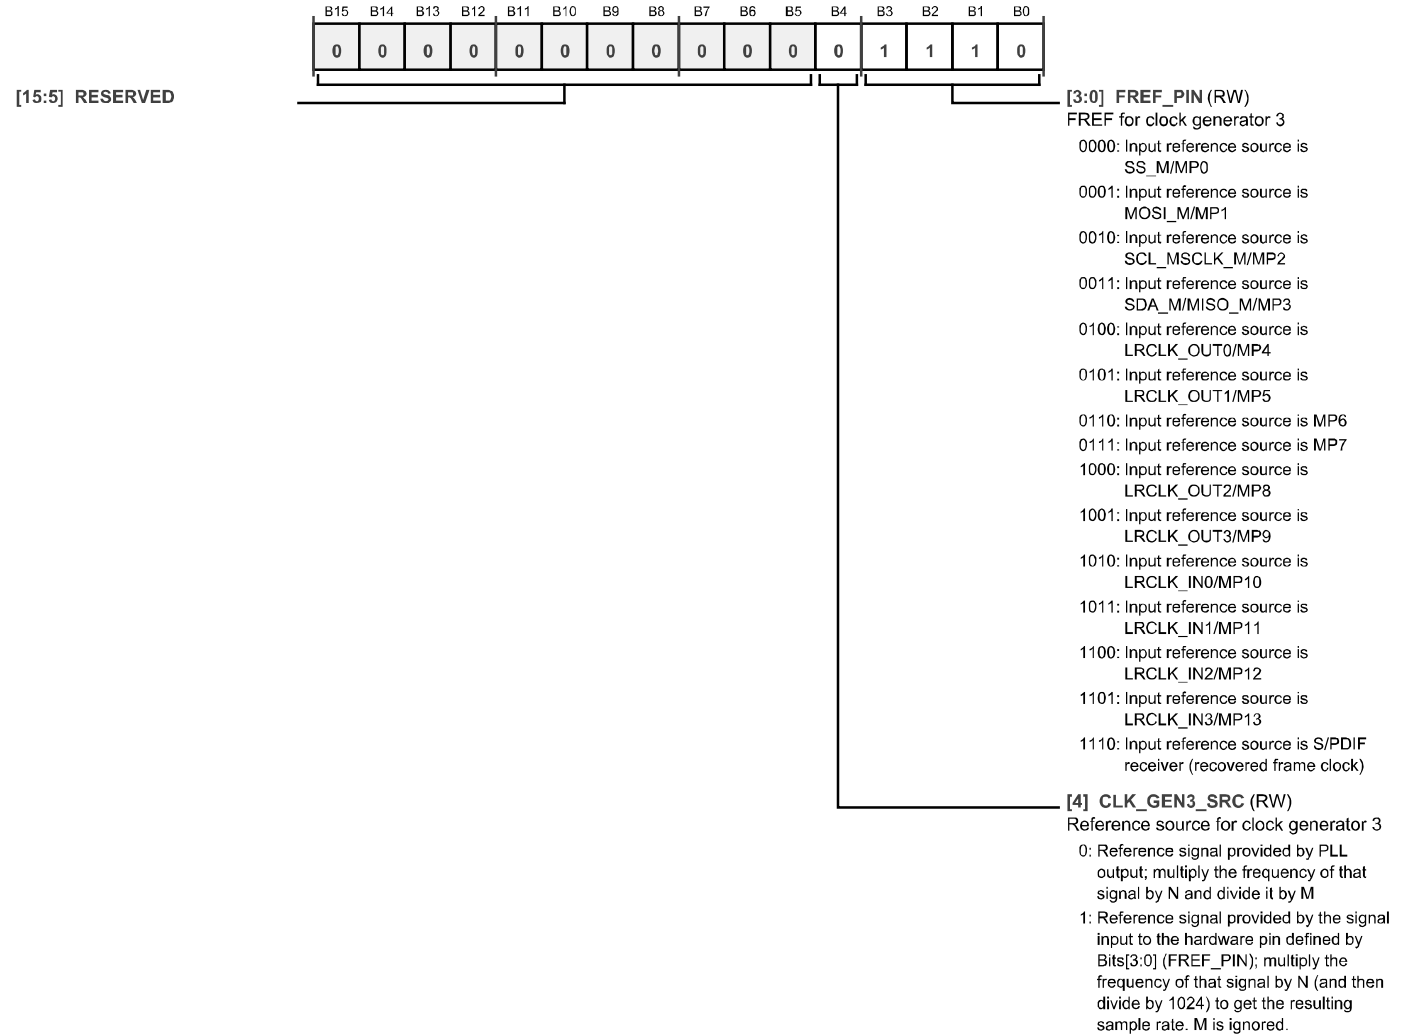 B15 B14 B13 B12 B11 B10 B9 B8 B7 B6 B5 B4 B3 B2 B1 B0
0 0 0 0 0 0 0 0 0 0 0 0 1 1 1 0
[15:5] RESERVED
[3:0] FREF_PIN (RW)
FREF for clock generator 3
0000: Input reference source is
SS_M/MP0
0001: Input reference source is
MOSI_M/MP1
0010: Input reference source is
SCL_MSCLK_M/MP2
0011: Input reference source is
SDA_M/MISO_M/MP3
0100: Input reference source is
LRCLK_OUT0/MP4
0101: Input reference source is
LRCLK_OUT1/MP5
0110: Input reference source is MP6
0111: Input reference source is MP7
1000: Input reference source is
LRCLK_OUT2/MP8
1001: Input reference source is
LRCLK_OUT3/MP9
1010: Input reference source is
LRCLK_IN0/MP10
1011: Input reference source is
LRCLK_IN1/MP11
1100: Input reference source is
LRCLK_IN2/MP12
1101: Input reference source is
LRCLK_IN3/MP13
1110: Input reference source is S/PDIF
receiver (recovered frame clock)
[4] CLK_GEN3_SRC (RW)
Reference source for clock generator 3
0: Reference signal provided by PLL
output; multiply the frequency of that
signal by N and divide it by M
1: Reference signal provided by the signal
input to the hardware pin defined by
Bits[3:0] (FREF_PIN); multiply the
frequency of that signal by N (and then
divide by 1024) to get the resulting
sample rate. M is ignored.